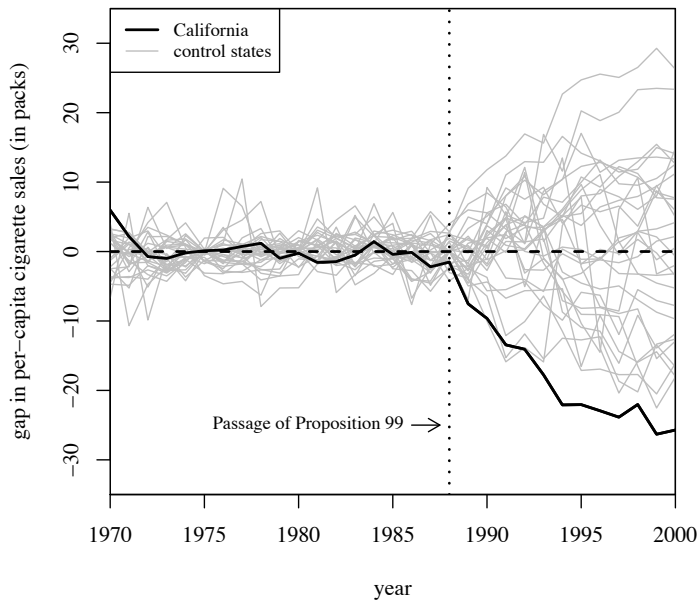 California
control states
gap in per−capita cigarette sales (in packs)
30
20
10
0
−10
−20
−30
Passage of Proposition 99
1970 1975 1980 1985 1990 1995 2000
year